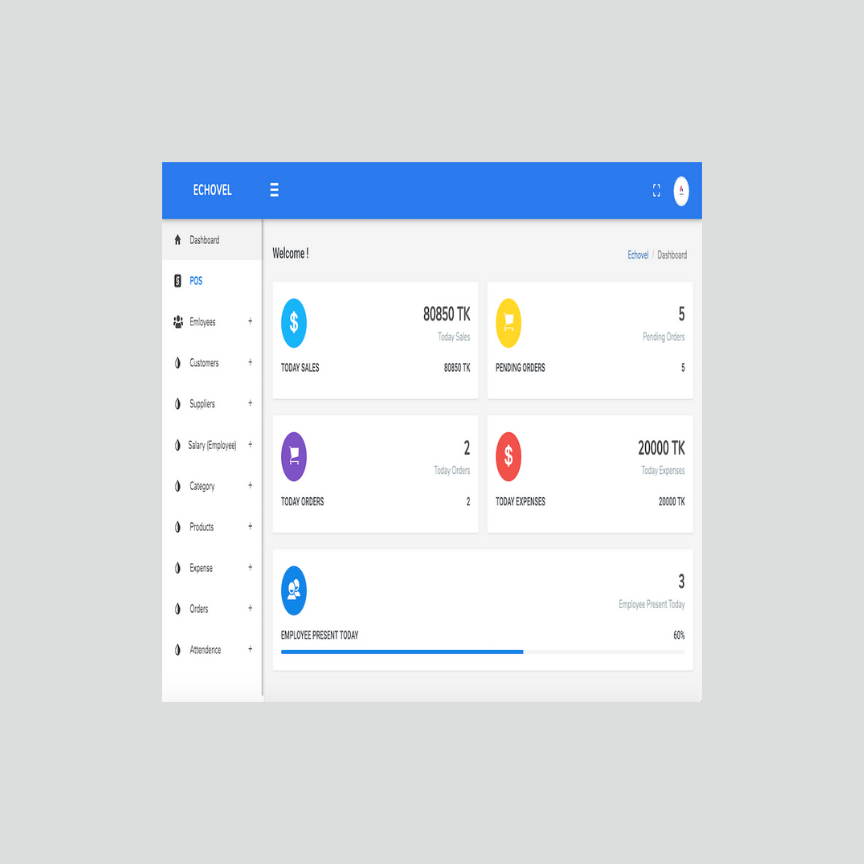 ECHOVEL
Dashboard
POS
Emloyees +
Customers +
Suppliers +
Salary (Employee) +
Category +
Products +
Expense +
Orders +
Attendence +
Welcome !
Echovel / Dashboard
80850 TK
Today Sales
TODAY SALES 80850 TK
5
Pending Orders
PENDING ORDERS 5
2
Today Orders
TODAY ORDERS 2
20000 TK
Today Expenses
TODAY EXPENSES 20000 TK
3
Employee Present Today
EMPLOYEE PRESENT TODAY 60%